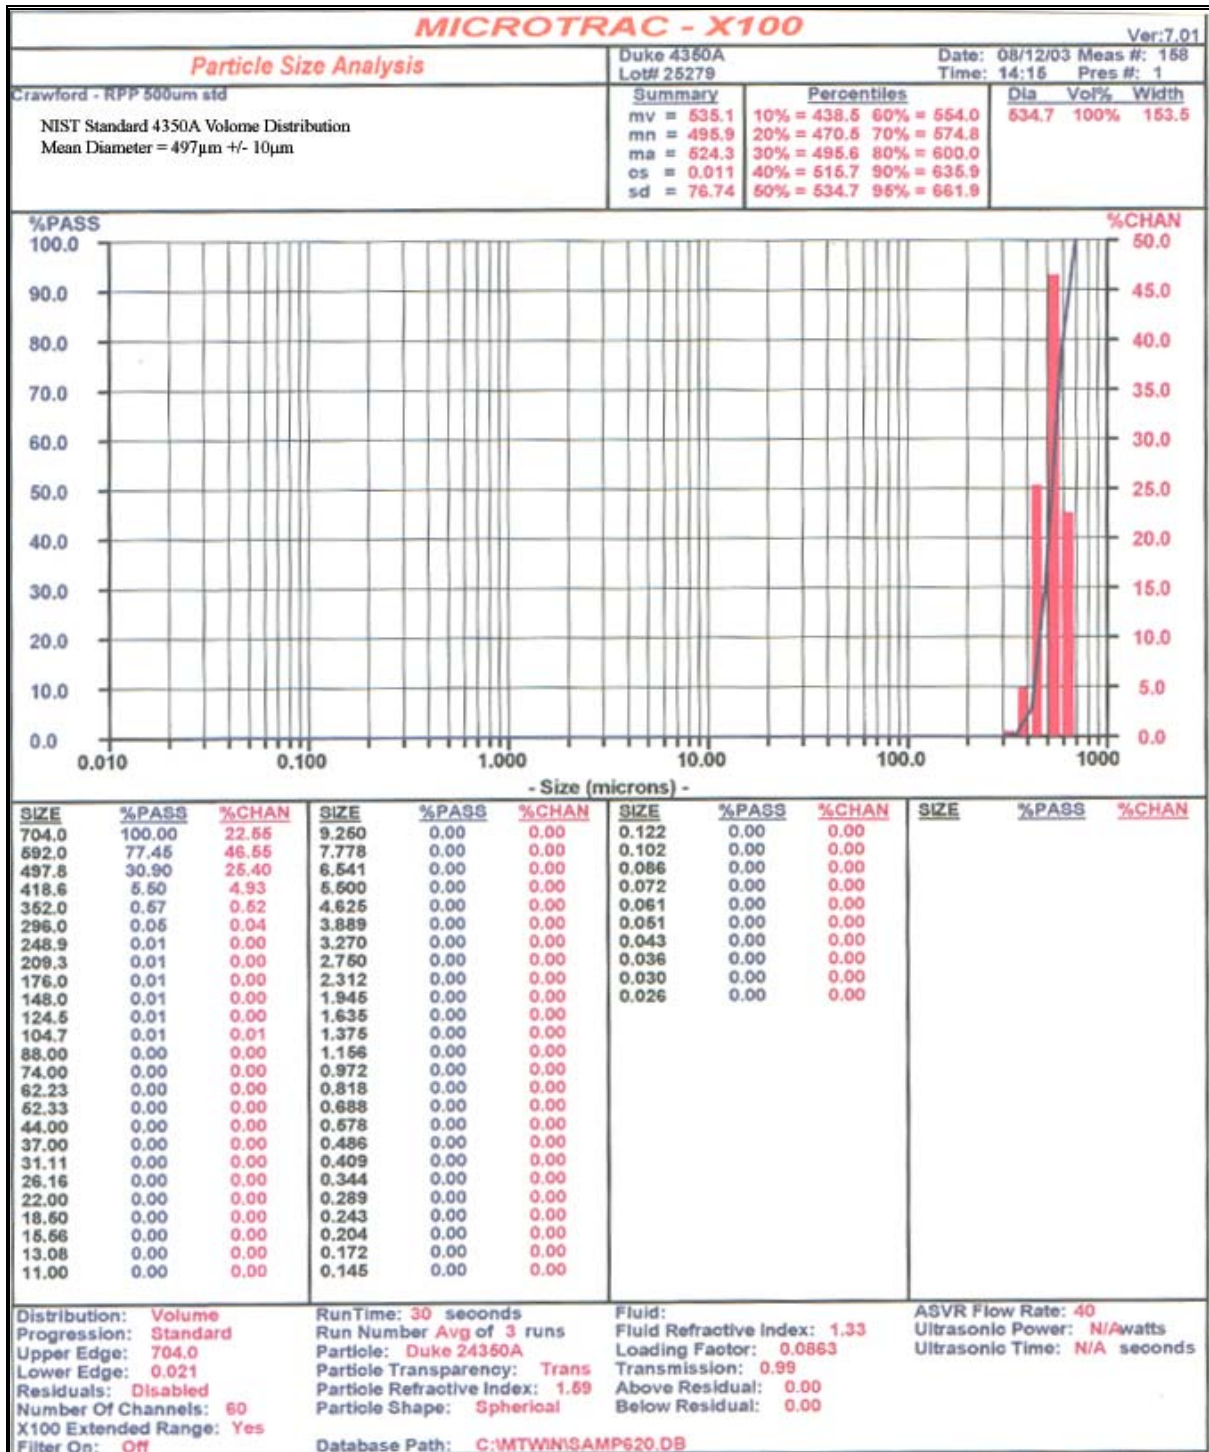 MICROTRAC - X100
Ver:7.01
Particle Size Analysis
Duke 4350A
Lot# 25279
Date: 08/12/03 Meas #: 158
Time: 14:15 Pres #: 1
Crawford - RPP 500um std
NIST Standard 4350A Volome Distribution
Mean Diameter = 497µm +/- 10µm
Summary
mv = 535.1
mn = 495.9
ma = 524.3
cs = 0.011
sd = 76.74
Percentiles
10% = 438.5 60% = 554.0
20% = 470.5 70% = 574.8
30% = 495.6 80% = 600.0
40% = 515.7 90% = 635.9
50% = 534.7 95% = 661.9
Dia Vol% Width
534.7 100% 153.5
%PASS
%CHAN
100.0
90.0
80.0
70.0
60.0
50.0
40.0
30.0
20.0
10.0
0.0
50.0
45.0
40.0
35.0
30.0
25.0
20.0
15.0
10.0
5.0
0.0
0.010 0.100 1.000 10.00 100.0 1000
- Size (microns) -
SIZE %PASS %CHAN
704.0 100.00 22.55
592.0 77.45 46.55
497.8 30.90 25.40
418.6 5.50 4.93
352.0 0.57 0.52
296.0 0.05 0.04
248.9 0.01 0.00
209.3 0.01 0.00
176.0 0.01 0.00
148.0 0.01 0.00
124.5 0.01 0.00
104.7 0.01 0.01
88.00 0.00 0.00
74.00 0.00 0.00
62.23 0.00 0.00
52.33 0.00 0.00
44.00 0.00 0.00
37.00 0.00 0.00
31.11 0.00 0.00
26.16 0.00 0.00
22.00 0.00 0.00
18.50 0.00 0.00
15.56 0.00 0.00
13.08 0.00 0.00
11.00 0.00 0.00
SIZE %PASS %CHAN
9.250 0.00 0.00
7.778 0.00 0.00
6.541 0.00 0.00
5.500 0.00 0.00
4.625 0.00 0.00
3.889 0.00 0.00
3.270 0.00 0.00
2.750 0.00 0.00
2.312 0.00 0.00
1.945 0.00 0.00
1.635 0.00 0.00
1.375 0.00 0.00
1.156 0.00 0.00
0.972 0.00 0.00
0.818 0.00 0.00
0.688 0.00 0.00
0.578 0.00 0.00
0.486 0.00 0.00
0.409 0.00 0.00
0.344 0.00 0.00
0.289 0.00 0.00
0.243 0.00 0.00
0.204 0.00 0.00
0.172 0.00 0.00
0.145 0.00 0.00
SIZE %PASS %CHAN
0.122 0.00 0.00
0.102 0.00 0.00
0.086 0.00 0.00
0.072 0.00 0.00
0.061 0.00 0.00
0.051 0.00 0.00
0.043 0.00 0.00
0.036 0.00 0.00
0.030 0.00 0.00
0.026 0.00 0.00
SIZE %PASS %CHAN
Distribution: Volume
Progression: Standard
Upper Edge: 704.0
Lower Edge: 0.021
Residuals: Disabled
Number Of Channels: 60
X100 Extended Range: Yes
Filter On: Off
RunTime: 30 seconds
Run Number Avg of 3 runs
Particle: Duke 24350A
Particle Transparency: Trans
Particle Refractive Index: 1.59
Particle Shape: Spherical
Database Path: C:\MTWIN\SAMP620.DB
Fluid:
Fluid Refractive Index: 1.33
Loading Factor: 0.0863
Transmission: 0.99
Above Residual: 0.00
Below Residual: 0.00
ASVR Flow Rate: 40
Ultrasonic Power: N/Awatts
Ultrasonic Time: N/A seconds